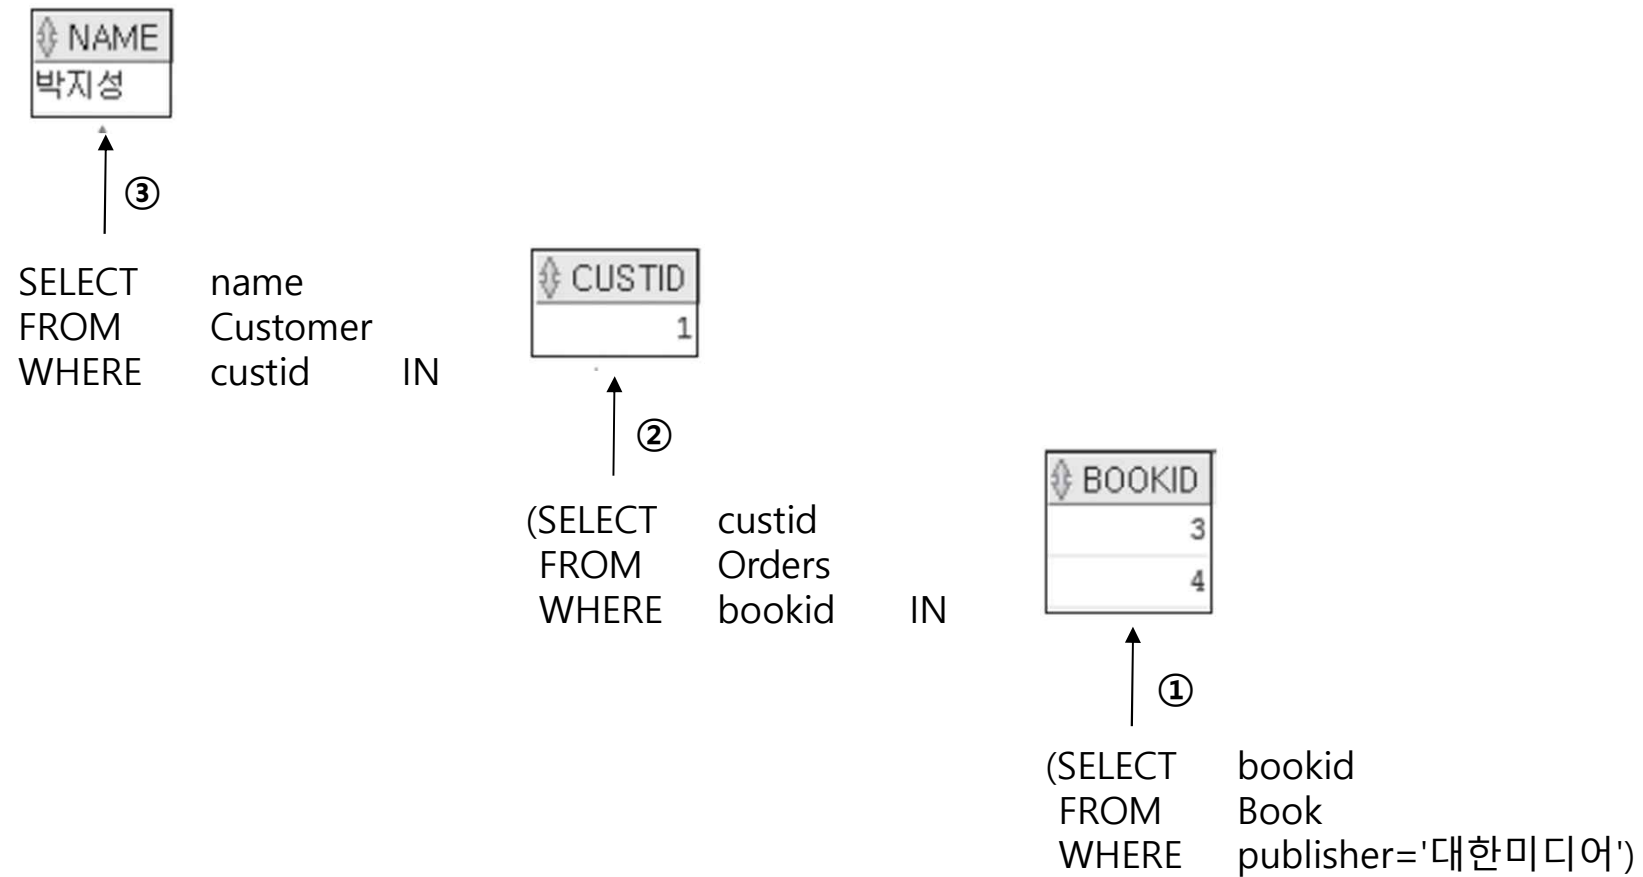 NAME
박지성
③
SELECT name
FROM Customer
WHERE custid IN
CUSTID
1
②
(SELECT custid
FROM Orders
WHERE bookid IN
BOOKID
3
4
①
(SELECT bookid
FROM Book
WHERE publisher='대한미디어')